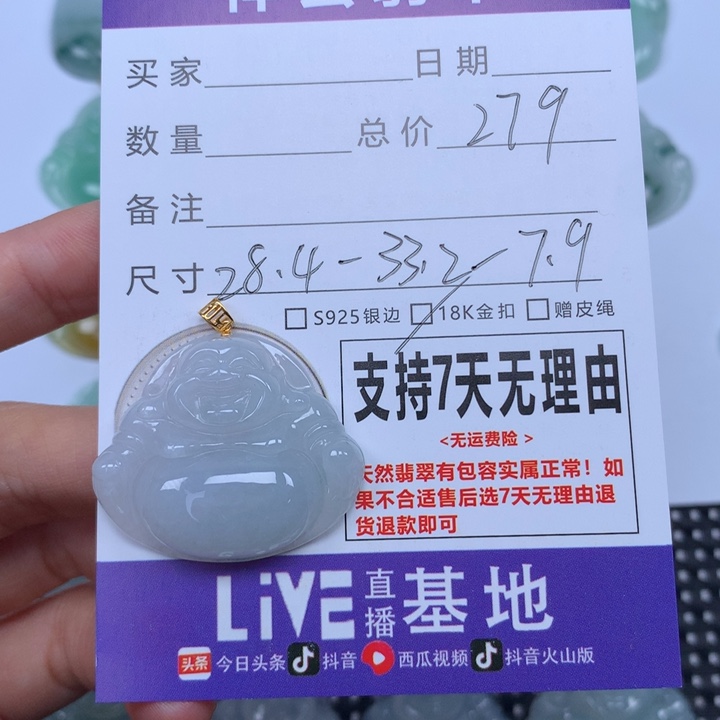 买家 日期
数量 总价 279
备注
尺寸 28.4-33.2-7.9
S925银边 18K金扣 赠皮绳
支持7天无理由
<无运费险>
天然翡翠有包容实属正常！如
果不合适售后选7天无理由退
货退款即可
LiVE 直播 基地
头条 今日头条 抖音 西瓜视频 抖音火山版